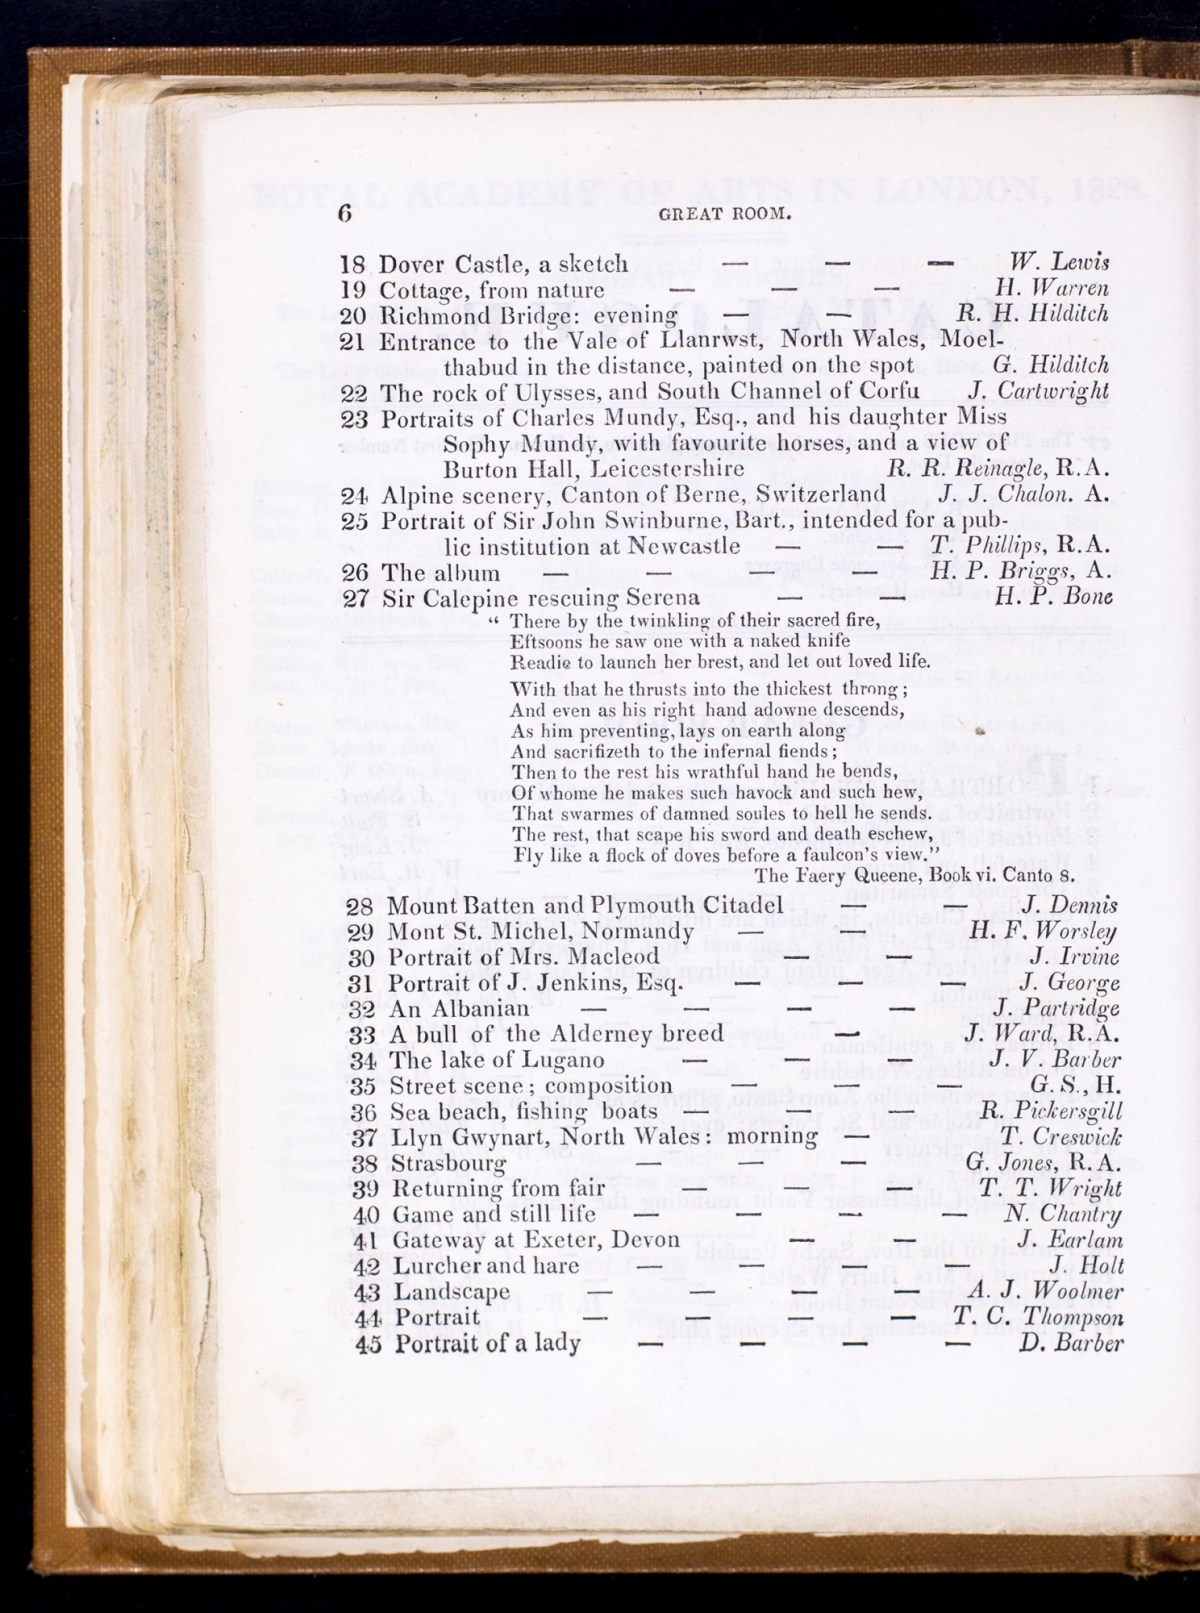 6 GREAT ROOM.
18 Dover Castle, a sketch — — — W. Lewis
19 Cottage, from nature — — — H. Warren
20 Richmond Bridge: evening — — R. H. Hilditch
21 Entrance to the Vale of Llanrwst, North Wales, Moel-
thabud in the distance, painted on the spot G. Hilditch
22 The rock of Ulysses, and South Channel of Corfu J. Cartwright
23 Portraits of Charles Mundy, Esq., and his daughter Miss
Sophy Mundy, with favourite horses, and a view of
Burton Hall, Leicestershire R. R. Reinagle, R.A.
24 Alpine scenery, Canton of Berne, Switzerland J. J. Chalon. A.
25 Portrait of Sir John Swinburne, Bart., intended for a pub-
lic institution at Newcastle — — T. Phillips, R.A.
26 The album — — — — H. P. Briggs, A.
27 Sir Calepine rescuing Serena — — H. P. Bone
“ There by the twinkling of their sacred fire,
Eftsoons he saw one with a naked knife
Readie to launch her brest, and let out loved life.
With that he thrusts into the thickest throng;
And even as his right hand adowne descends,
As him preventing, lays on earth along
And sacrifizeth to the infernal fiends;
Then to the rest his wrathful hand he bends,
Of whome he makes such havock and such hew,
That swarmes of damned soules to hell he sends.
The rest, that scape his sword and death eschew,
Fly like a flock of doves before a faulcon's view.”
The Faery Queene, Book vi. Canto 8.
28 Mount Batten and Plymouth Citadel — — J. Dennis
29 Mont St. Michel, Normandy — — H. F. Worsley
30 Portrait of Mrs. Macleod — — J. Irvine
31 Portrait of J. Jenkins, Esq. — — — J. George
32 An Albanian — — — — J. Partridge
33 A bull of the Alderney breed — J. Ward, R.A.
34 The lake of Lugano — — — J. V. Barber
35 Street scene; composition — — — G. S., H.
36 Sea beach, fishing boats — — — R. Pickersgill
37 Llyn Gwynart, North Wales: morning — T. Creswick
38 Strasbourg — — — G. Jones, R.A.
39 Returning from fair — — — T. T. Wright
40 Game and still life — — — — N. Chantry
41 Gateway at Exeter, Devon — — J. Earlam
42 Lurcher and hare — — — — J. Holt
43 Landscape — — — — A. J. Woolmer
44 Portrait — — — — T. C. Thompson
45 Portrait of a lady — — — — D. Barber